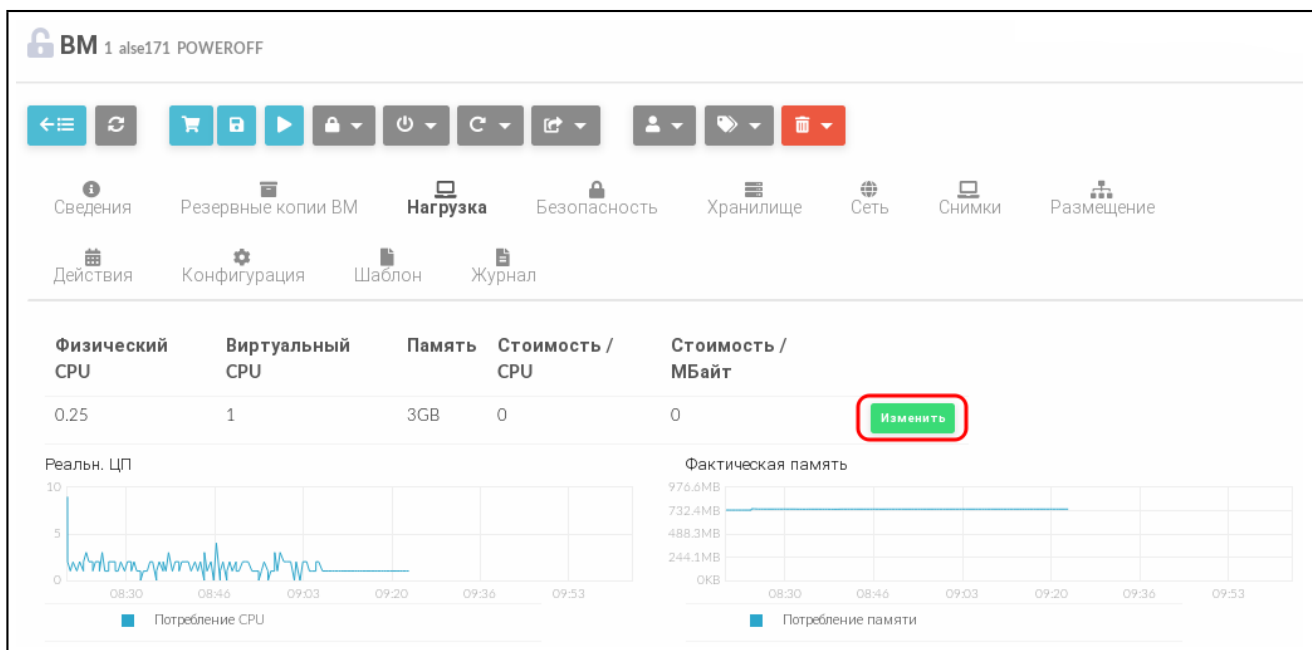 ВМ 1 alse171 POWEROFF
Сведения Резервные копии ВМ Нагрузка Безопасность Хранилище Сеть Снимки Размещение
Действия Конфигурация Шаблон Журнал
Физический CPU Виртуальный CPU Память Стоимость / CPU Стоимость / МБайт
0.25 1 3GB 0 0 Изменить
Реальн. ЦП
10
5
0
08:30 08:46 09:03 09:20 09:36 09:53
Потребление CPU
Фактическая память
976.6MB
732.4MB
488.3MB
244.1MB
0KB
08:30 08:46 09:03 09:20 09:36 09:53
Потребление памяти